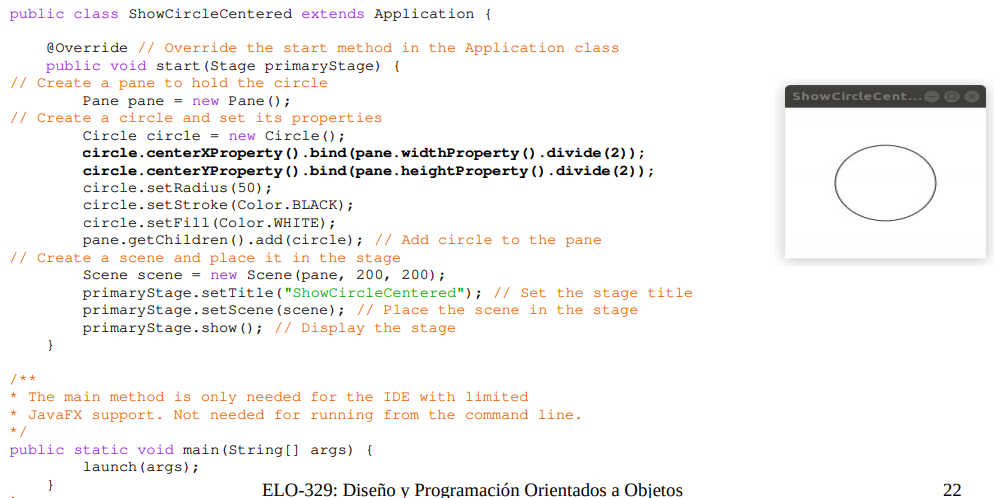 public class ShowCircleCentered extends Application {
@Override // Override the start method in the Application class
public void start(Stage primaryStage) {
// Create a pane to hold the circle
Pane pane = new Pane();
// Create a circle and set its properties
Circle circle = new Circle();
circle.centerXProperty().bind(pane.widthProperty().divide(2));
circle.centerYProperty().bind(pane.heightProperty().divide(2));
circle.setRadius(50);
circle.setStroke(Color.BLACK);
circle.setFill(Color.WHITE);
pane.getChildren().add(circle); // Add circle to the pane
// Create a scene and place it in the stage
Scene scene = new Scene(pane, 200, 200);
primaryStage.setTitle("ShowCircleCentered"); // Set the stage title
primaryStage.setScene(scene); // Place the scene in the stage
primaryStage.show(); // Display the stage
}
/**
* The main method is only needed for the IDE with limited
* JavaFX support. Not needed for running from the command line.
*/
public static void main(String[] args) {
launch(args);
}
ShowCircleCent...
ELO-329: Diseño y Programación Orientados a Objetos
22